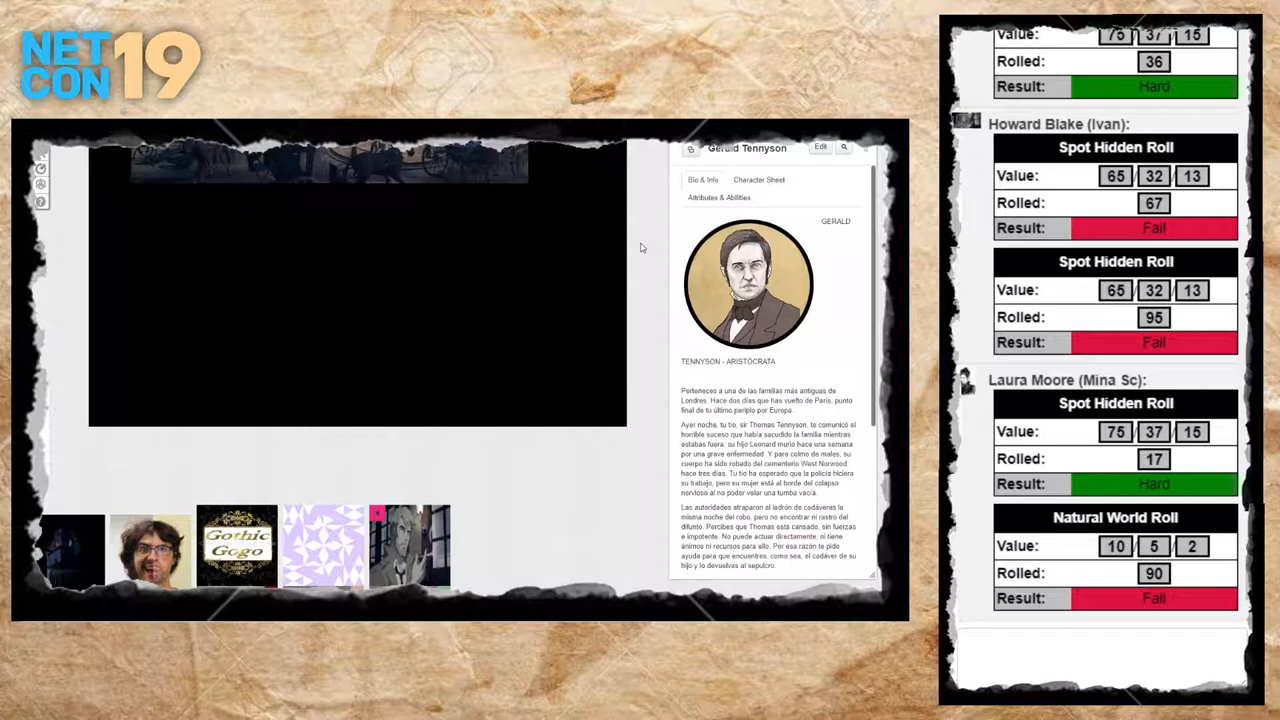 NET
CON 19
Gerald Tennyson
Edit
Bio & Info
Character Sheet
Attributes & Abilities
GERALD
TENNYSON - ARISTÓCRATA
Perteneces a una de las familias más antiguas de
Londres. Hace dos días que has vuelto de París, punto
final de tu último periplo por Europa.
Ayer noche, tu tío, sir Thomas Tennyson, te comunicó el
horrible suceso que había sacudido la familia mientras
estabas fuera: su hijo Leonard murió hace una semana
por una grave enfermedad. Y para colmo de males, su
cuerpo ha sido robado del cementerio West Norwood
hace tres días. Tu tío ha esperado que la policía hiciera
su trabajo, pero su mujer está al borde del colapso
nervioso al no poder velar una tumba vacía.
Las autoridades atraparon al ladrón de cadáveres la
misma noche del robo, pero no encontrar ni rastro del
difunto. Percibes que Thomas está cansado, sin fuerzas
e impotente. No puede actuar directamente, ni tiene
ánimos ni recursos para ello. Por esa razón te pide
ayuda para que encuentres, como sea, el cadáver de su
hijo y lo devuelvas al sepulcro.
Gothic
Gogo
Value: 75 37 15
Rolled: 36
Result: Hard
Howard Blake (Ivan):
Spot Hidden Roll
Value: 65 32 13
Rolled: 67
Result: Fail
Spot Hidden Roll
Value: 65 32 13
Rolled: 95
Result: Fail
Laura Moore (Mina Sc):
Spot Hidden Roll
Value: 75 37 15
Rolled: 17
Result: Hard
Natural World Roll
Value: 10 5 2
Rolled: 90
Result: Fail